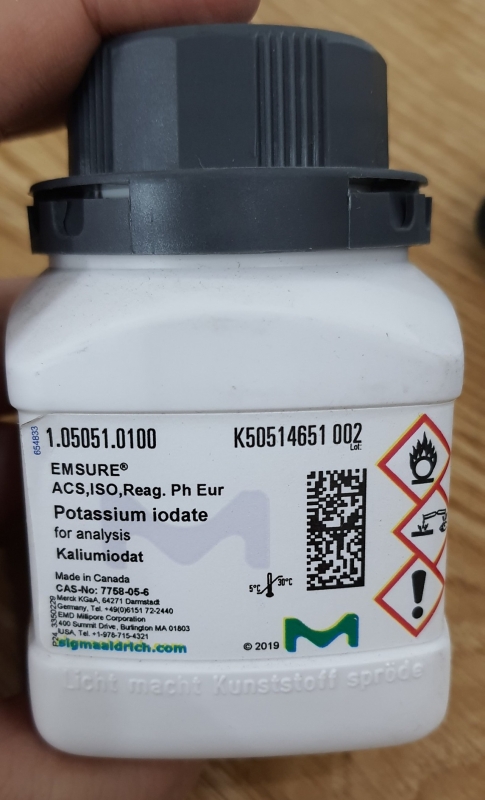 1.05051.0100
K50514651 002
Lot:
654833
EMSURE®
ACS,ISO,Reag. Ph Eur
Potassium iodate
for analysis
Kaliumiodat
Made in Canada
CAS-No: 7758-05-6
Merck KGaA, 64271 Darmstadt
Germany, Tel. +49(0)6151 72-2440
EMD Millipore Corporation
400 Summit Drive, Burlington MA 01803
USA, Tel. +1-978-715-4321
sigmaaldrich.com
5°C
30°C
© 2019
M
Licht macht Kunststoff spröde